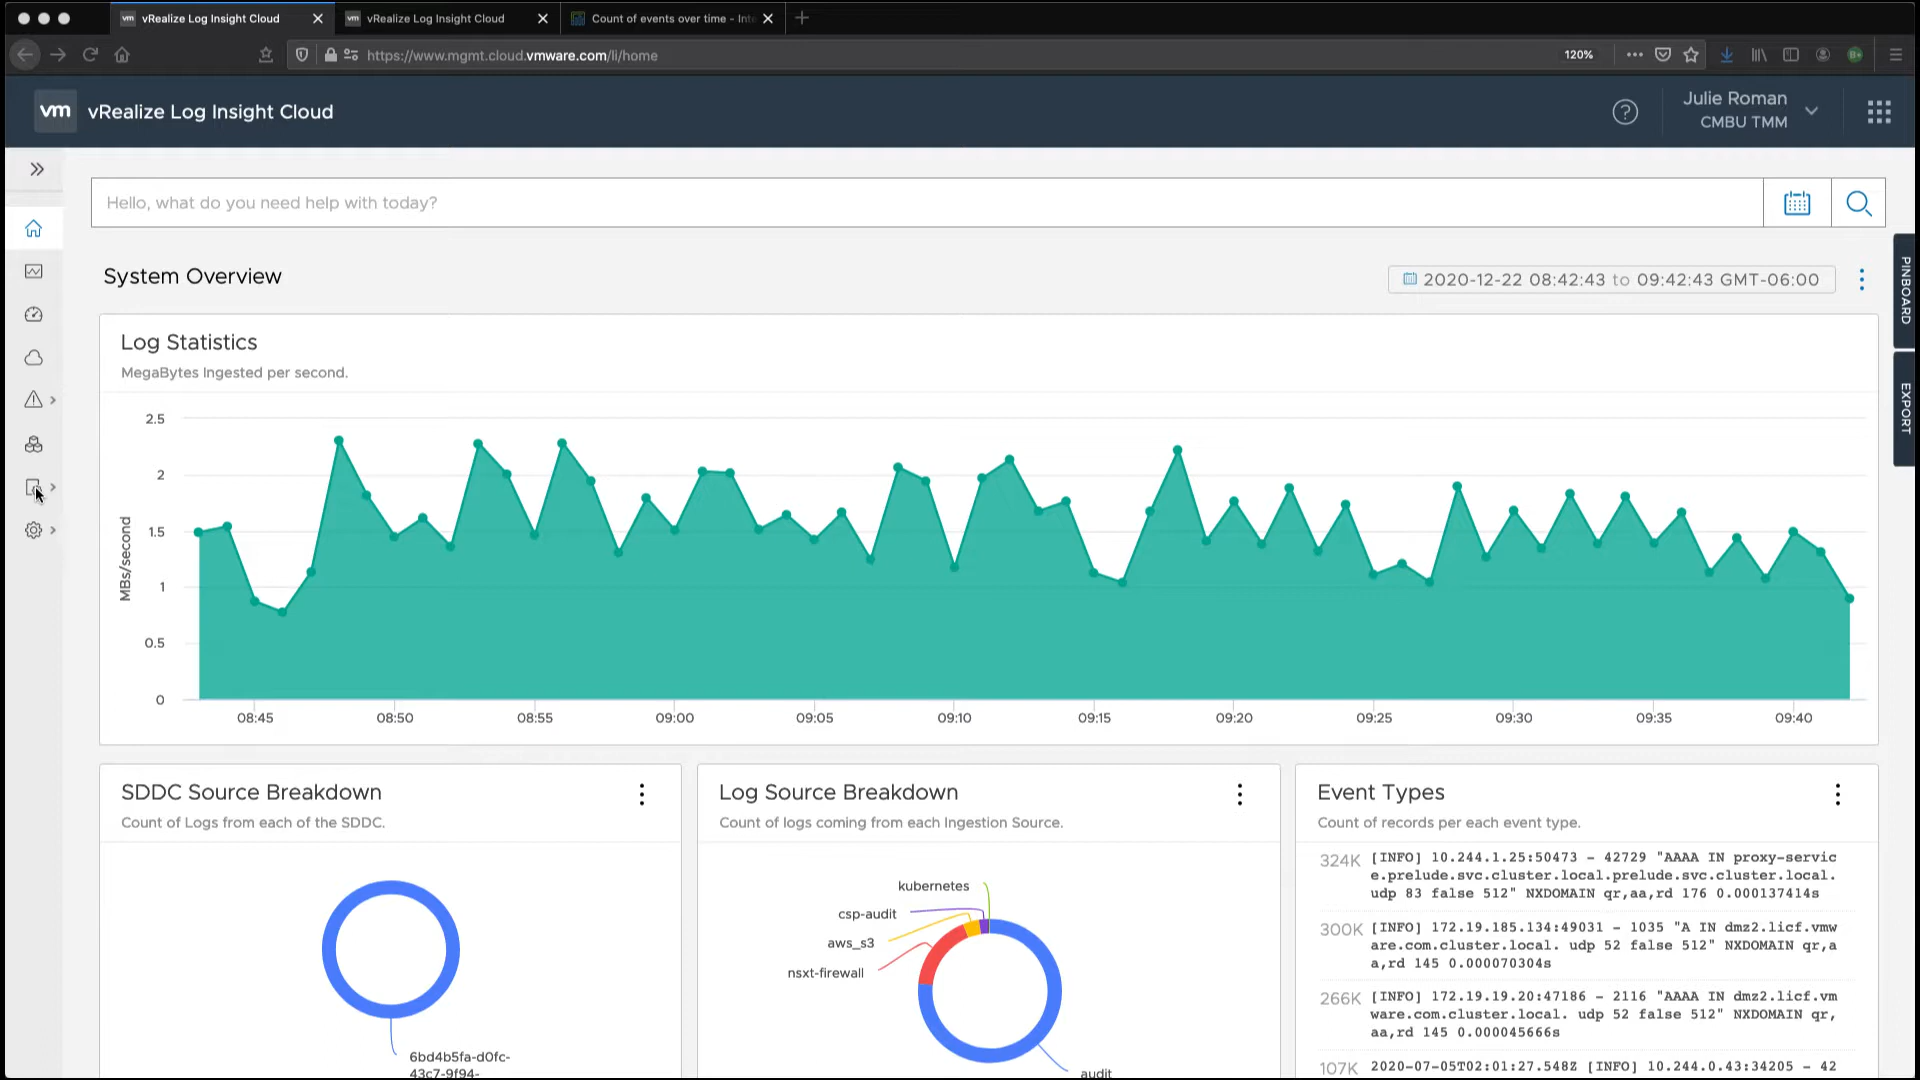 vm vRealize Log Insight Cloud
vm vRealize Log Insight Cloud
Count of events over time - Int
https://www.mgmt.cloud.vmware.com/li/home
120%
vm vRealize Log Insight Cloud
Julie Roman
CMBU TMM
Hello, what do you need help with today?
System Overview
2020-12-22 08:42:43 to 09:42:43 GMT-06:00
PINBOARD
EXPORT
Log Statistics
MegaBytes Ingested per second.
MBs/second
2.5
2
1.5
1
0.5
0
08:45 08:50 08:55 09:00 09:05 09:10 09:15 09:20 09:25 09:30 09:35 09:40
SDDC Source Breakdown
Count of Logs from each of the SDDC.
6bd4b5fa-d0fc-
43c7-9f94-
Log Source Breakdown
Count of logs coming from each Ingestion Source.
kubernetes
csp-audit
aws_s3
nsxt-firewall
audit
Event Types
Count of records per each event type.
324K [INFO] 10.244.1.25:50473 - 42729 "AAAA IN proxy-servic
e.prelude.svc.cluster.local.prelude.svc.cluster.local.
udp 83 false 512" NXDOMAIN qr,aa,rd 176 0.000137414s
300K [INFO] 172.19.185.134:49031 - 1035 "A IN dmz2.licf.vmw
are.com.cluster.local. udp 52 false 512" NXDOMAIN qr,a
a,rd 145 0.000070304s
266K [INFO] 172.19.19.20:47186 - 2116 "AAAA IN dmz2.licf.vm
ware.com.cluster.local. udp 52 false 512" NXDOMAIN qr,
aa,rd 145 0.000045666s
107K 2020-07-05T02:01:27.548Z [INFO] 10.244.0.43:34205 - 42